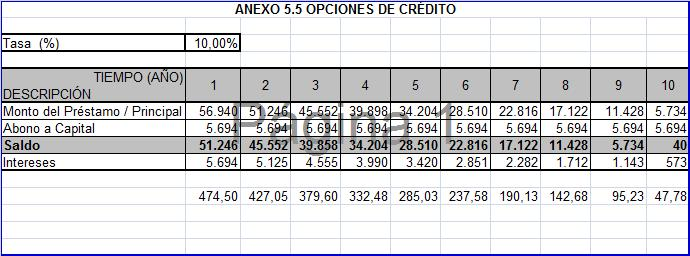 ANEXO 5.5 OPCIONES DE CRÉDITO
Tasa (%) 10,00%
TIEMPO (AÑO)
DESCRIPCIÓN 1 2 3 4 5 6 7 8 9 10
Monto del Préstamo / Principal 56.940 51.246 45.552 39.898 34.204 28.510 22.816 17.122 11.428 5.734
Abono a Capital 5.694 5.694 5.694 5.694 5.694 5.694 5.694 5.694 5.694 5.694
Saldo 51.246 45.552 39.858 34.204 28.510 22.816 17.122 11.428 5.734 40
Intereses 5.694 5.125 4.555 3.990 3.420 2.851 2.282 1.712 1.143 573
474,50 427,05 379,60 332,48 285,03 237,58 190,13 142,68 95,23 47,78
Página 1